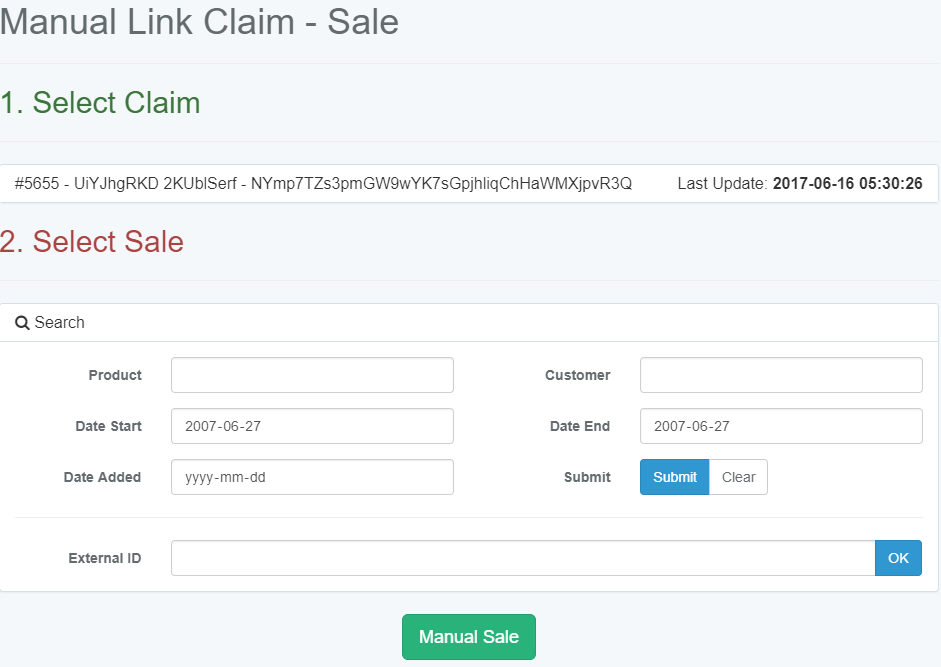 Manual Link Claim - Sale
1. Select Claim
#5655 - UiYJhgRKD 2KUblSerf - NYmp7TZs3pmGW9wYK7sGpjhliqChHaWMXjpvR3Q Last Update: 2017-06-16 05:30:26
2. Select Sale
Search
Product Customer
Date Start 2007-06-27 Date End 2007-06-27
Date Added yyyy-mm-dd Submit Submit Clear
External ID OK
Manual Sale